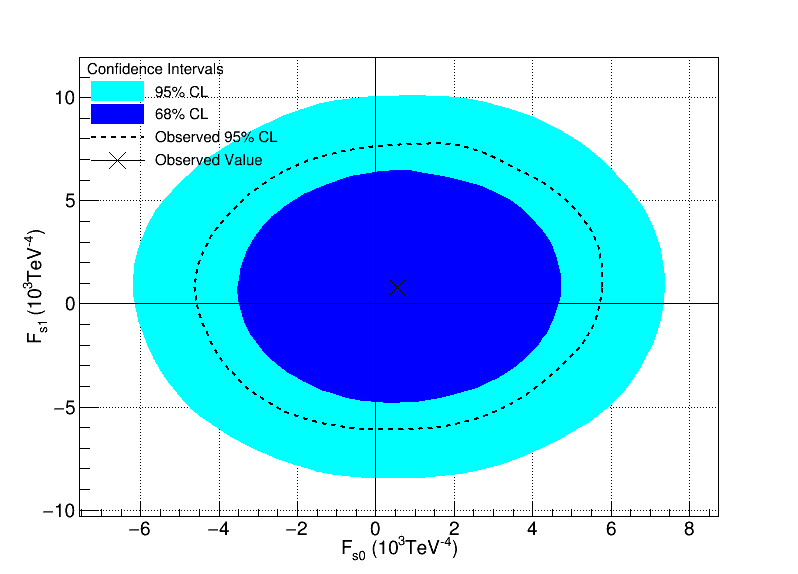 Confidence Intervals
95% CL
68% CL
Observed 95% CL
Observed Value
10
5
0
−5
−10
F_s1 (10^3TeV^-4)
−6 −4 −2 0 2 4 6 8
F_s0 (10^3TeV^-4)